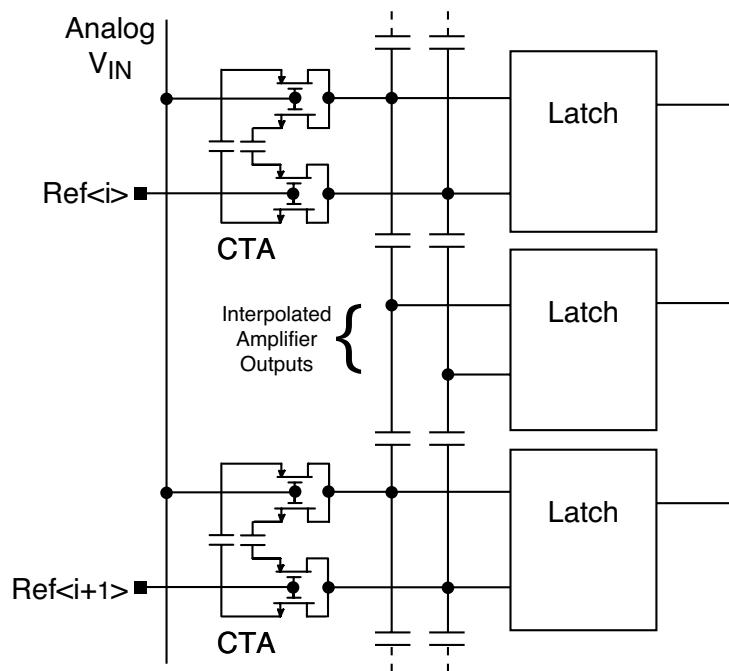 Analog
VIN
Latch
Ref<i>
CTA
Interpolated
Amplifier
Outputs
{
Latch
Latch
Ref<i+1>
CTA